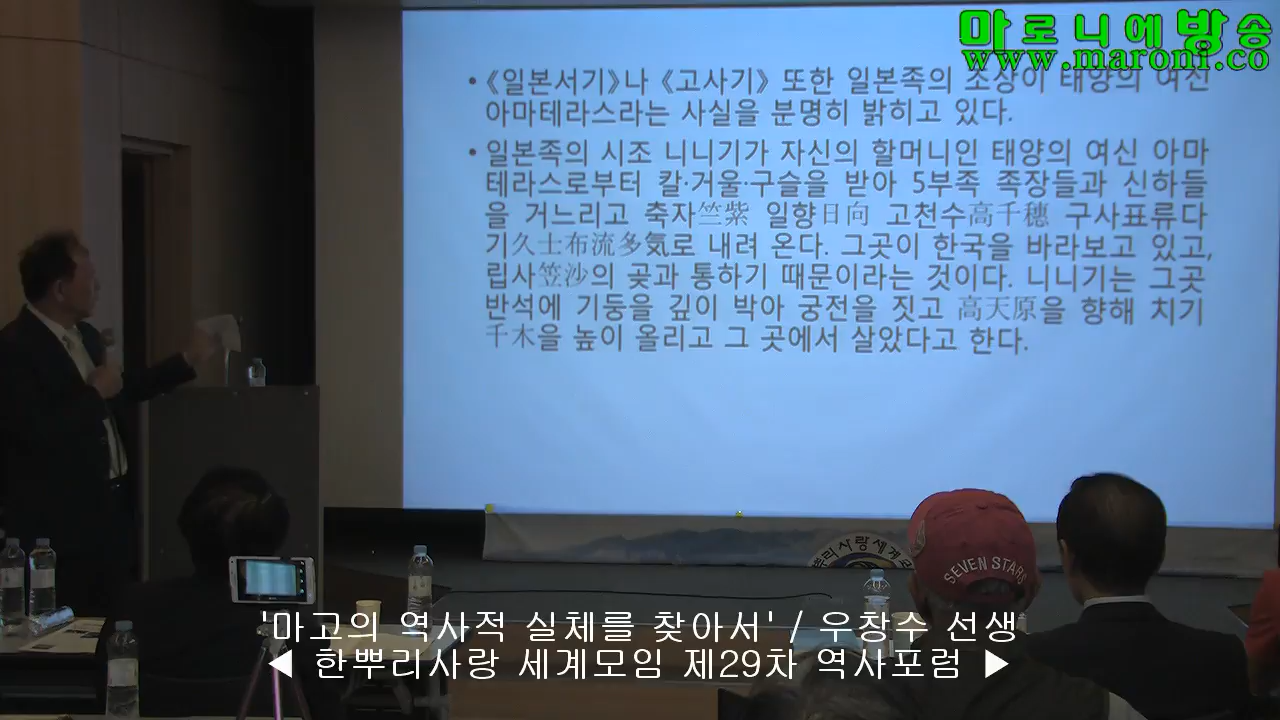 마로니에방송
www.maroni.co
• 《일본서기》나 《고사기》 또한 일본족의 조상이 태양의 여신
아마테라스라는 사실을 분명히 밝히고 있다.
• 일본족의 시조 니니기가 자신의 할머니인 태양의 여신 아마
테라스로부터 칼·거울·구슬을 받아 5부족 족장들과 신하들
을 거느리고 축자竺紫 일향日向 고천수高千穗 구사표류다
기久士布流多氣로 내려 온다. 그곳이 한국을 바라보고 있고,
립사笠沙의 곶과 통하기 때문이라는 것이다. 니니기는 그곳
반석에 기둥을 깊이 박아 궁전을 짓고 高天原을 향해 치기
千木을 높이 올리고 그 곳에서 살았다고 한다.
뿌리사랑세계
SEVEN STARS
'마고의 역사적 실체를 찾아서' / 우창수 선생
◀ 한뿌리사랑 세계모임 제29차 역사포럼 ▶